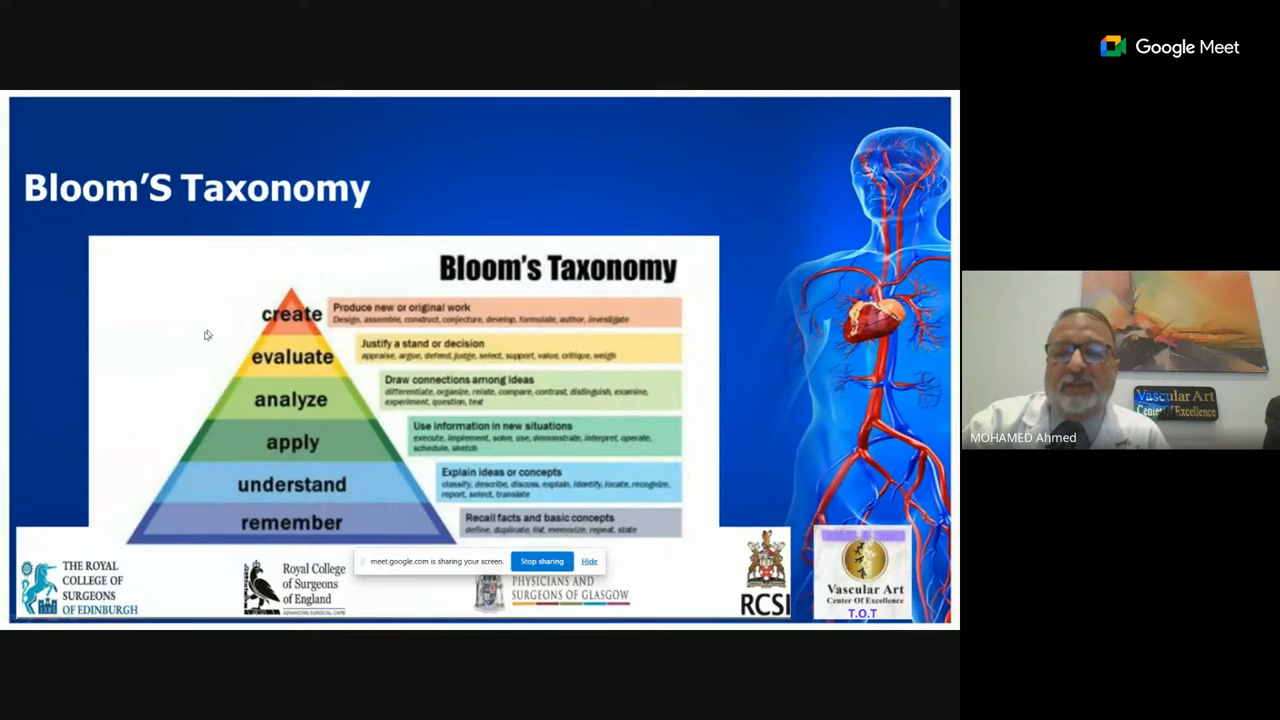 Google Meet
Bloom'S Taxonomy
Bloom's Taxonomy
create
Produce new or original work
Design, assemble, construct, conjecture, develop, formulate, author, investigate
evaluate
Justify a stand or decision
appraise, argue, defend, judge, select, support, value, critique, weigh
analyze
Draw connections among ideas
differentiate, organize, relate, compare, contrast, distinguish, examine,
experiment, question, test
apply
Use information in new situations
execute, implement, solve, use, demonstrate, interpret, operate,
schedule, sketch
understand
Explain ideas or concepts
classify, describe, discuss, explain, identify, locate, recognize,
report, select, translate
remember
Recall facts and basic concepts
define, duplicate, list, memorize, repeat, state
meet.google.com is sharing your screen.
Stop sharing
Hide
THE ROYAL
COLLEGE OF
SURGEONS
OF EDINBURGH
Royal College
of Surgeons
of England
ADVANCING SURGICAL CARE
PHYSICIANS AND
SURGEONS OF GLASGOW
RCSI
Vascular Art
Center Of Excellence
T.O.T
Vascular Art
Center Of Excellence
MOHAMED Ahmed